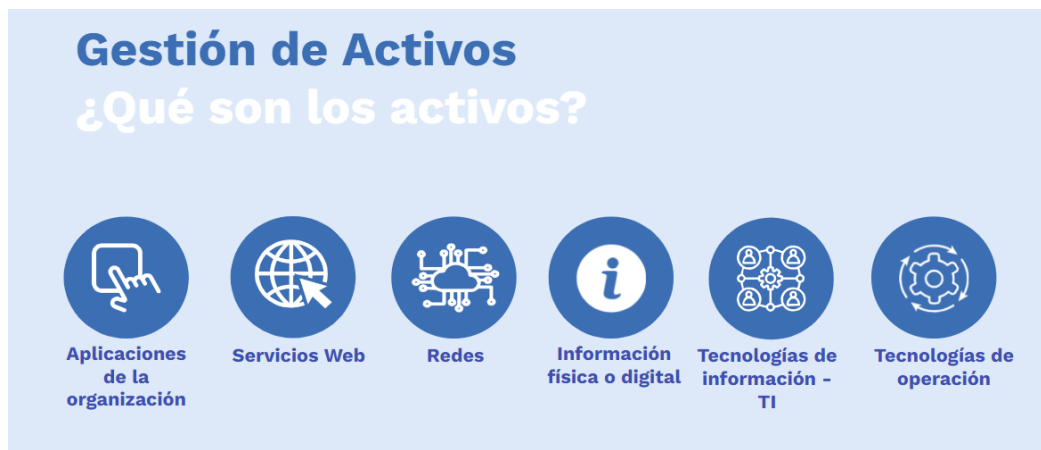 Gestión de Activos
¿Qué son los activos?
i
Aplicaciones
de la
organización
Servicios Web
Redes
Información
física o digital
Tecnologías de
información -
TI
Tecnologías de
operación